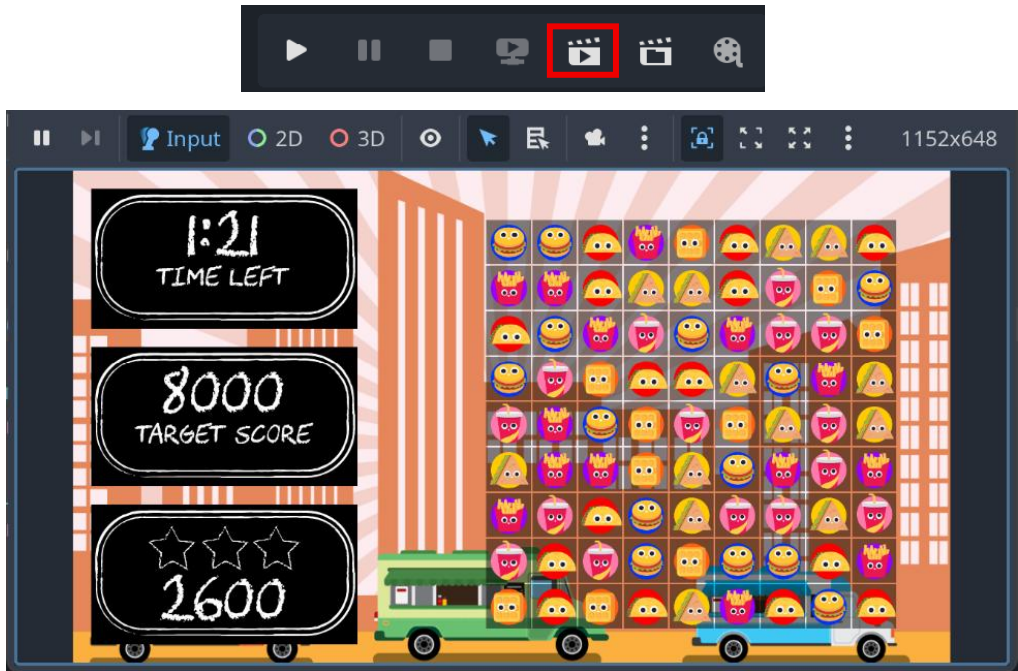 Input 2D 3D 1152x648
1:21
TIME LEFT
8000
TARGET SCORE
2600